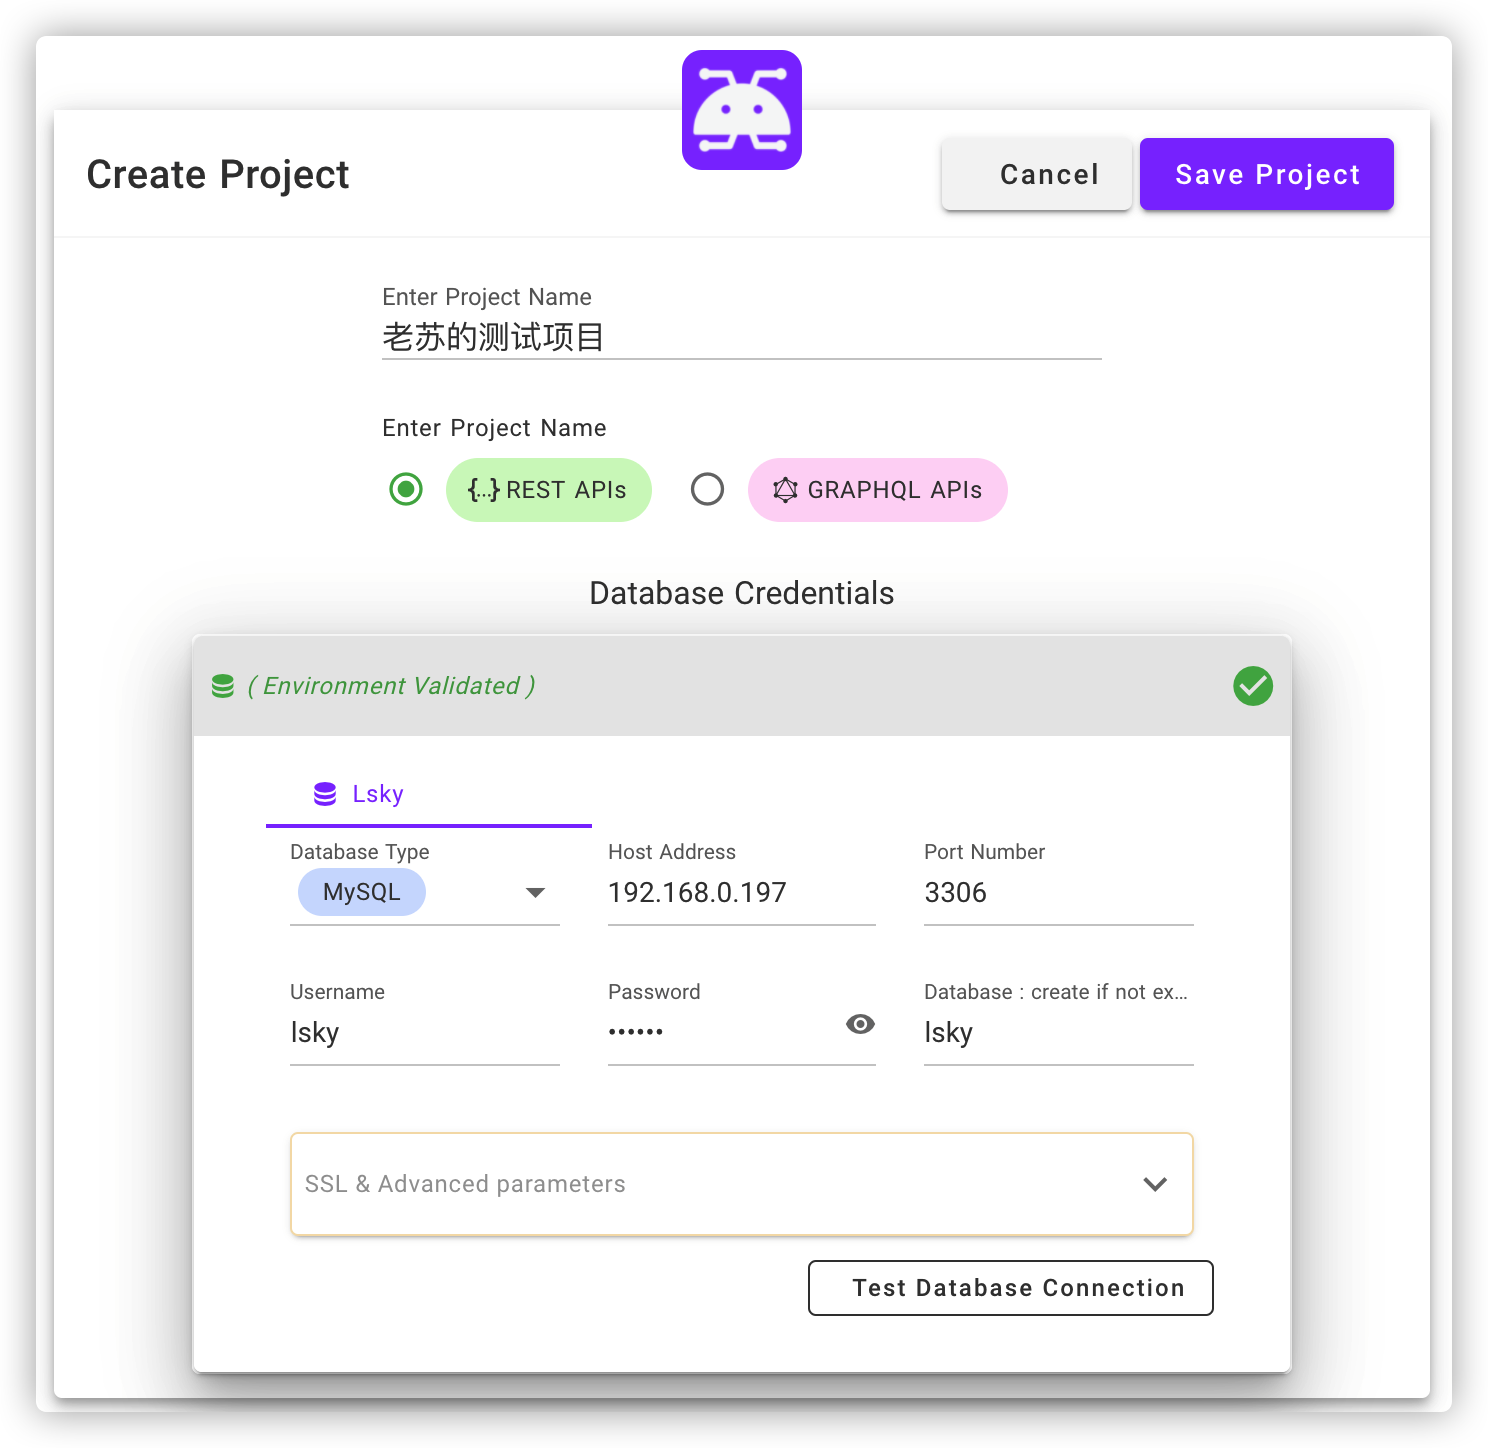 Create Project
Cancel
Save Project
Enter Project Name
老苏的测试项目
Enter Project Name
{...} REST APIs
GRAPHQL APIs
Database Credentials
( Environment Validated )
Lsky
Database Type
Host Address
Port Number
MySQL
192.168.0.197
3306
Username
Password
Database : create if not ex...
lsky
••••••
lsky
SSL & Advanced parameters
Test Database Connection